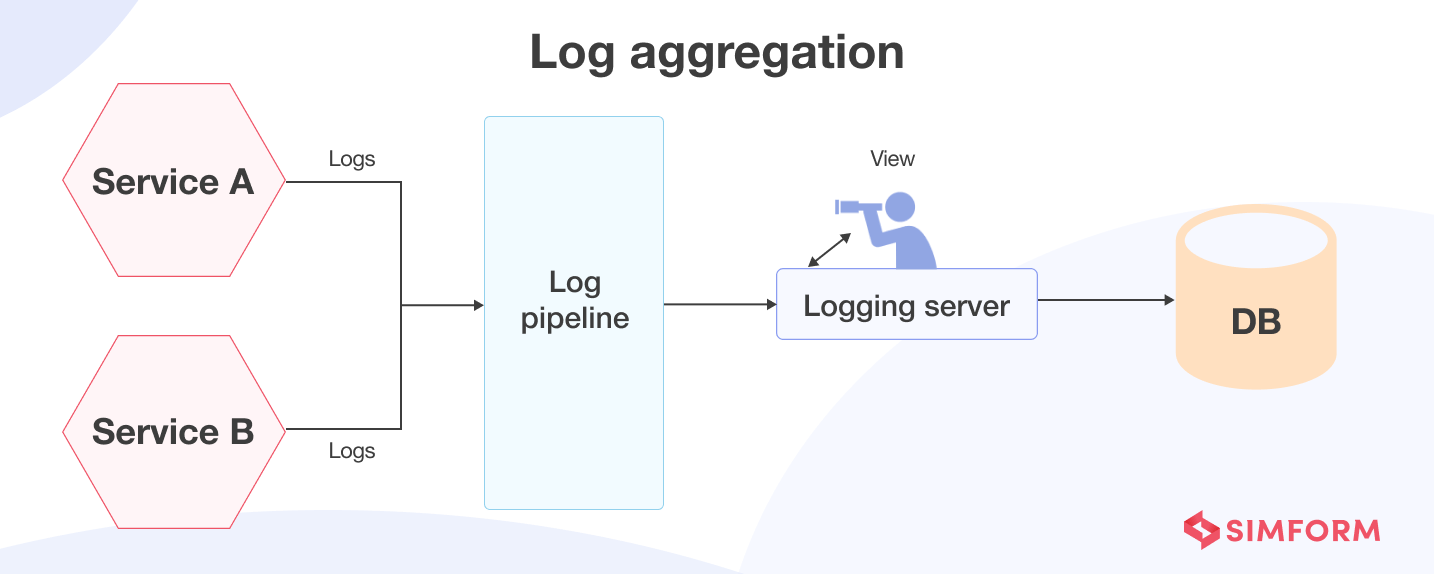 Log aggregation
Service A
Logs
View
Log
pipeline
Logging server
DB
Service B
Logs
SIMFORM